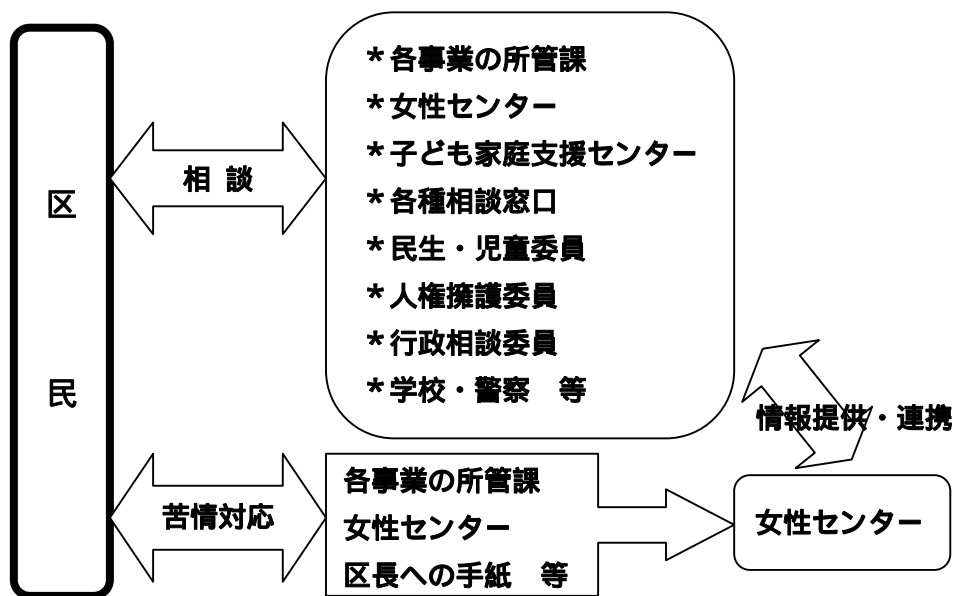 区民
相 談
＊各事業の所管課
＊女性センター
＊子ども家庭支援センター
＊各種相談窓口
＊民生・児童委員
＊人権擁護委員
＊行政相談委員
＊学校・警察　等
情報提供・連携
苦情対応
各事業の所管課
女性センター
区長への手紙　等
女性センター